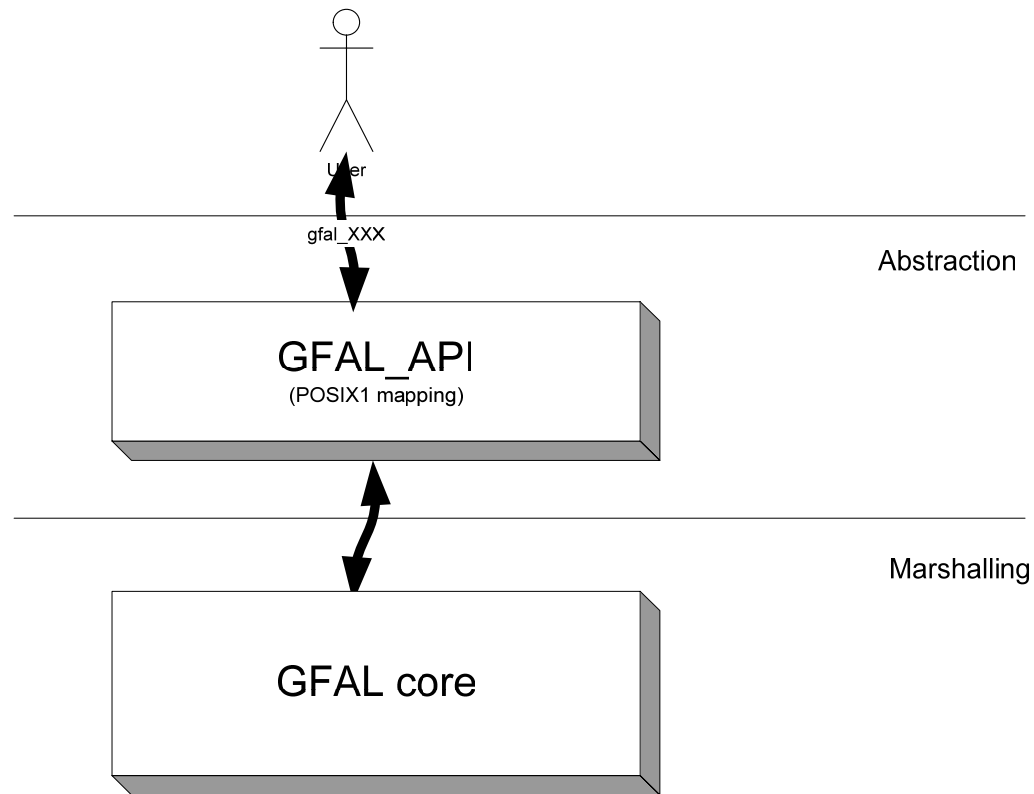 User
gfal_XXX
Abstraction
GFAL_API
(POSIX1 mapping)
Marshalling
GFAL core